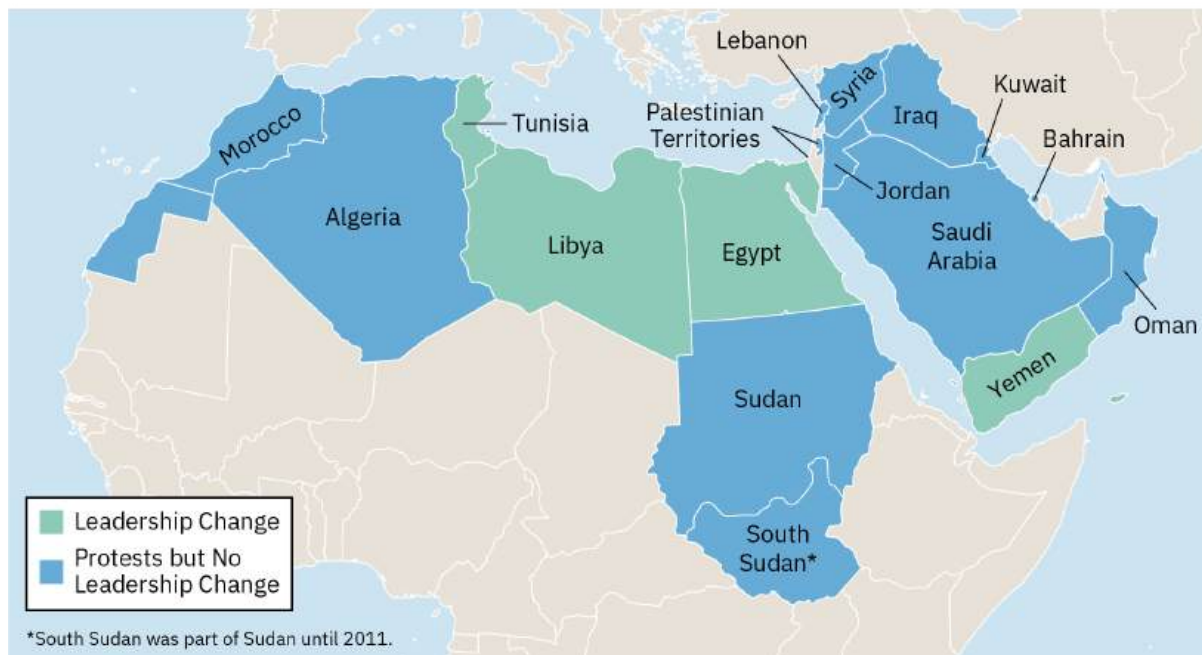 Lebanon
Syria
Kuwait
Palestinian
Territories
Iraq
Bahrain
Morocco
Tunisia
Jordan
Algeria
Libya
Egypt
Saudi
Arabia
Oman
Yemen
Sudan
South
Sudan*
Leadership Change
Protests but No
Leadership Change
*South Sudan was part of Sudan until 2011.